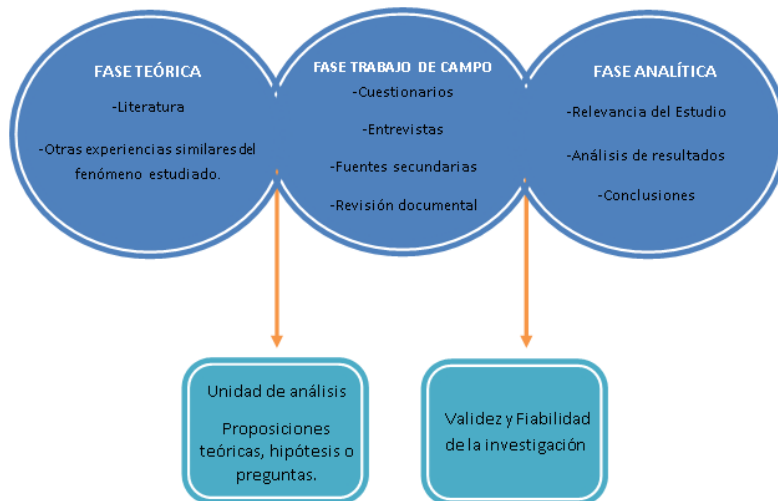 FASE TEÓRICA
-Literatura
-Otras experiencias similares del
fenómeno estudiado.
FASE TRABAJO DE CAMPO
-Cuestionarios
-Entrevistas
-Fuentes secundarias
-Revisión documental
FASE ANALÍTICA
-Relevancia del Estudio
-Análisis de resultados
-Conclusiones
Unidad de análisis
Proposiciones
teóricas, hipótesis o
preguntas.
Validez y Fiabilidad
de la investigación